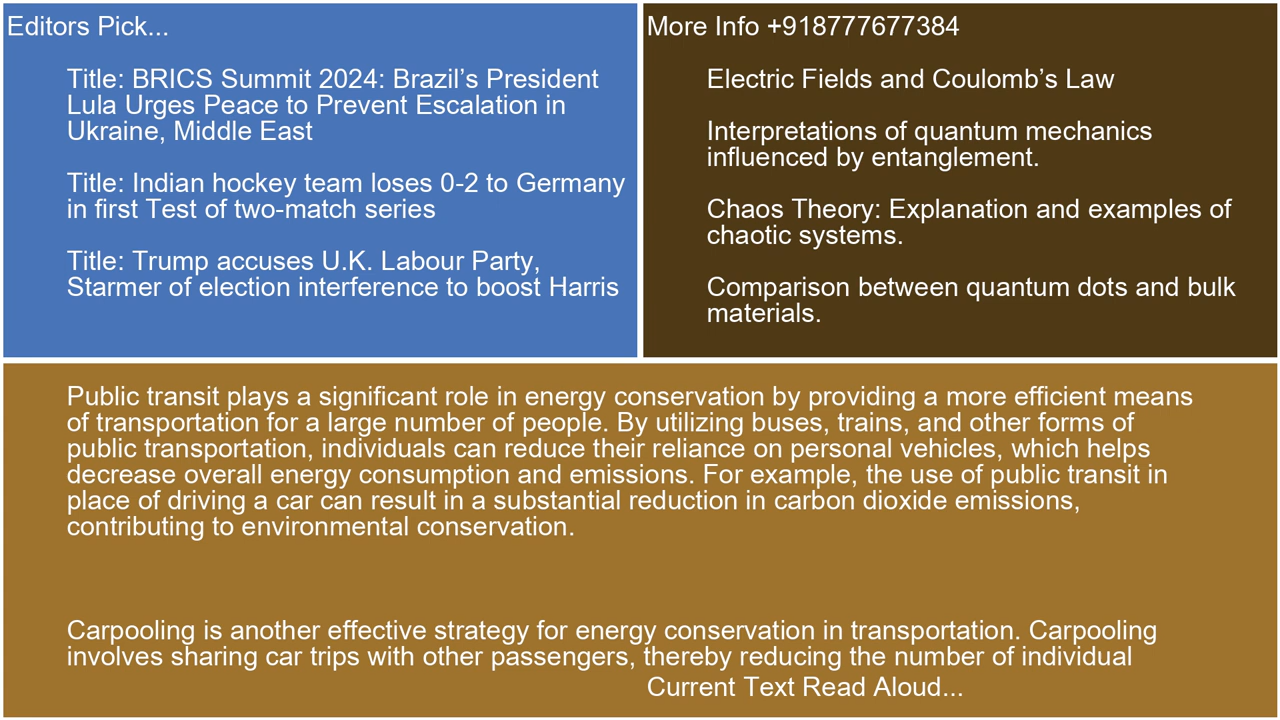 Editors Pick...
Title: BRICS Summit 2024: Brazil’s President
Lula Urges Peace to Prevent Escalation in
Ukraine, Middle East
Title: Indian hockey team loses 0-2 to Germany
in first Test of two-match series
Title: Trump accuses U.K. Labour Party,
Starmer of election interference to boost Harris
More Info +918777677384
Electric Fields and Coulomb’s Law
Interpretations of quantum mechanics
influenced by entanglement.
Chaos Theory: Explanation and examples of
chaotic systems.
Comparison between quantum dots and bulk
materials.
Public transit plays a significant role in energy conservation by providing a more efficient means
of transportation for a large number of people. By utilizing buses, trains, and other forms of
public transportation, individuals can reduce their reliance on personal vehicles, which helps
decrease overall energy consumption and emissions. For example, the use of public transit in
place of driving a car can result in a substantial reduction in carbon dioxide emissions,
contributing to environmental conservation.
Carpooling is another effective strategy for energy conservation in transportation. Carpooling
involves sharing car trips with other passengers, thereby reducing the number of individual
Current Text Read Aloud...